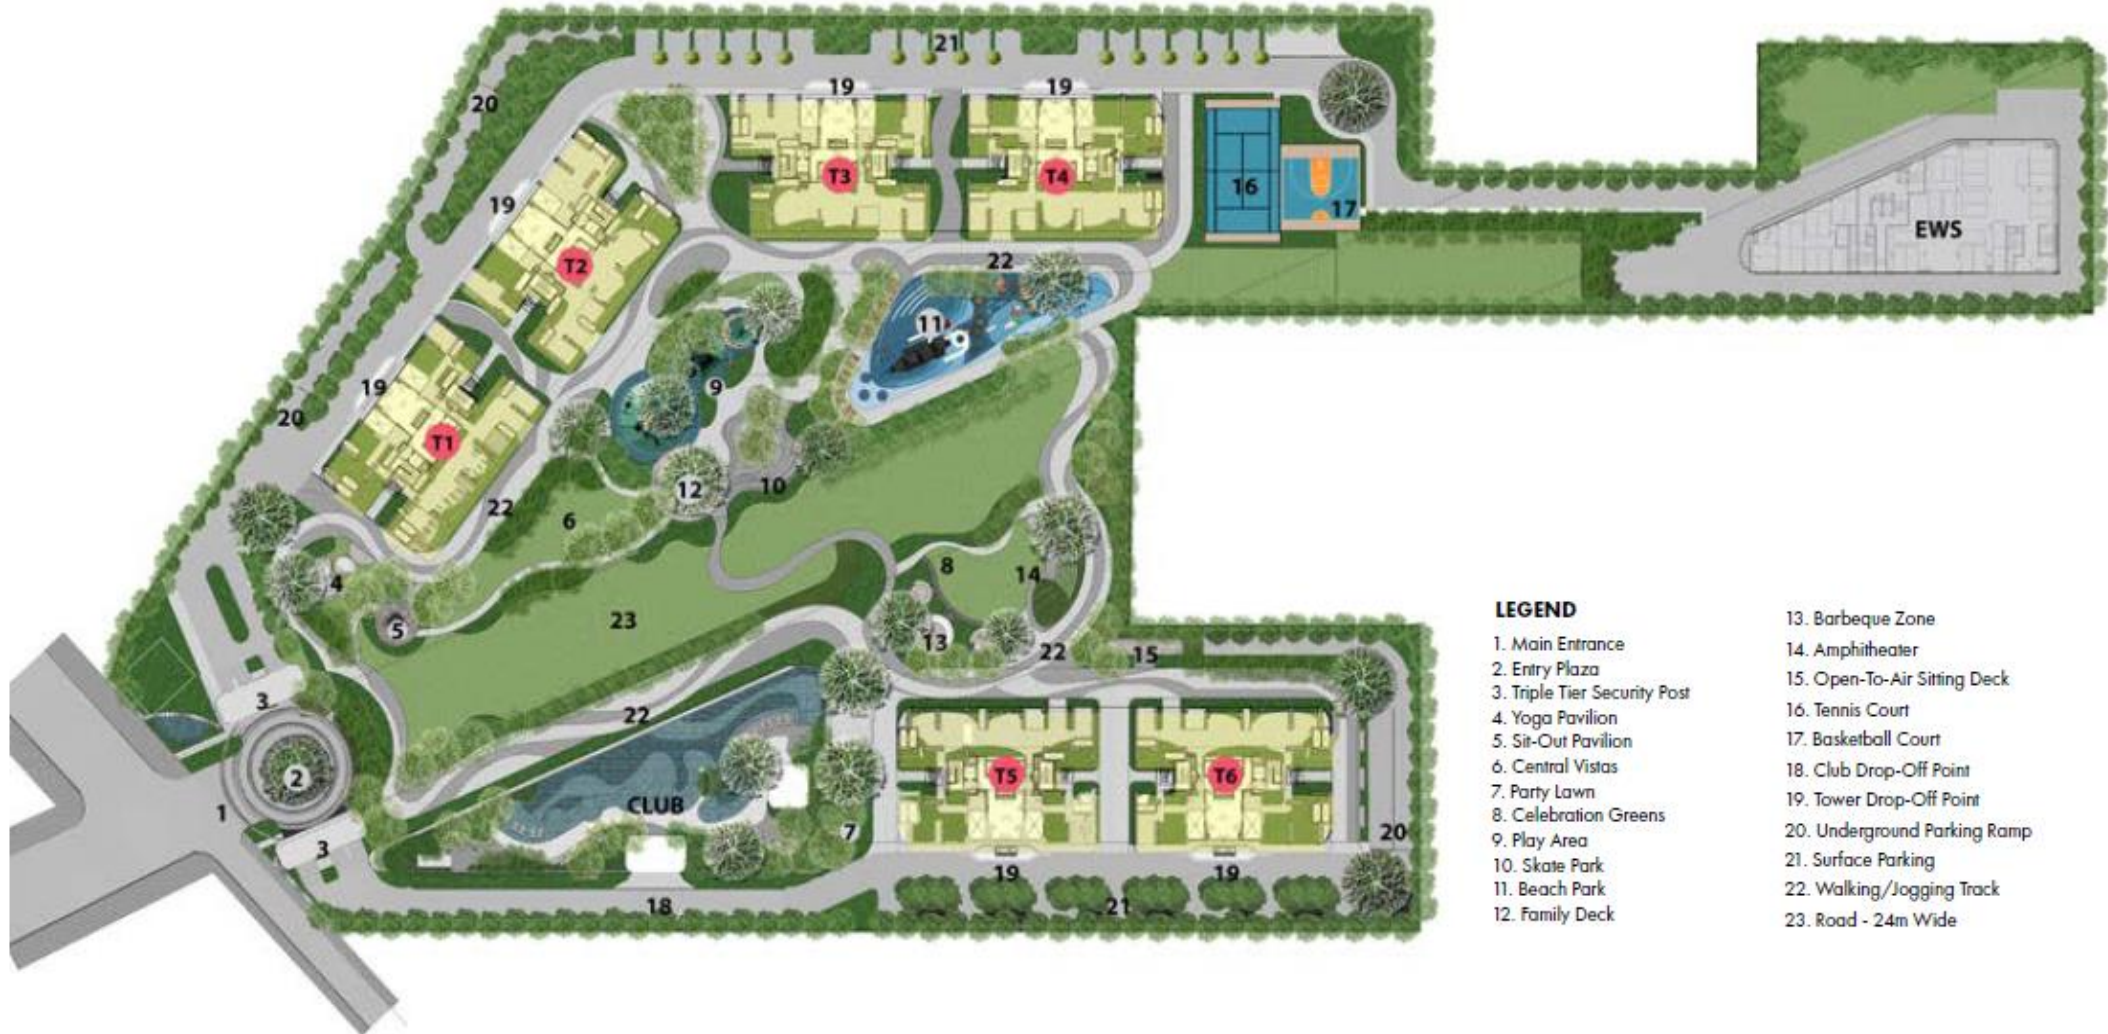 21
20
19
19
T3
T4
16
17
19
T2
22
EWS
11
9
19
20
T1
12
10
22
6
4
8
14
5
23
13
22
15
3
22
2
T5
T6
1
CLUB
7
20
3
19
19
18
21
LEGEND
1. Main Entrance
2. Entry Plaza
3. Triple Tier Security Post
4. Yoga Pavilion
5. Sit-Out Pavilion
6. Central Vistas
7. Party Lawn
8. Celebration Greens
9. Play Area
10. Skate Park
11. Beach Park
12. Family Deck
13. Barbeque Zone
14. Amphitheater
15. Open-To-Air Sitting Deck
16. Tennis Court
17. Basketball Court
18. Club Drop-Off Point
19. Tower Drop-Off Point
20. Underground Parking Ramp
21. Surface Parking
22. Walking/Jogging Track
23. Road - 24m Wide